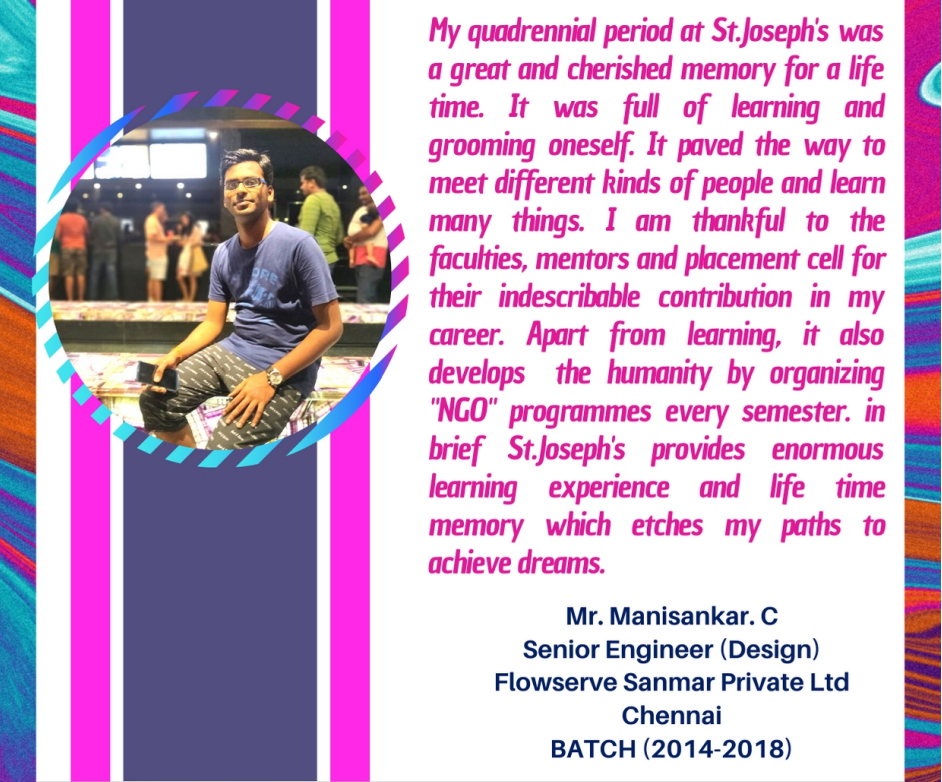 My quadrennial period at St.Joseph's was
a great and cherished memory for a life
time. It was full of learning and
grooming oneself. It paved the way to
meet different kinds of people and learn
many things. I am thankful to the
faculties, mentors and placement cell for
their indescribable contribution in my
career. Apart from learning, it also
develops the humanity by organizing
"NGO" programmes every semester. in
brief St.Joseph's provides enormous
learning experience and life time
memory which etches my paths to
achieve dreams.
Mr. Manisankar. C
Senior Engineer (Design)
Flowserve Sanmar Private Ltd
Chennai
BATCH (2014-2018)